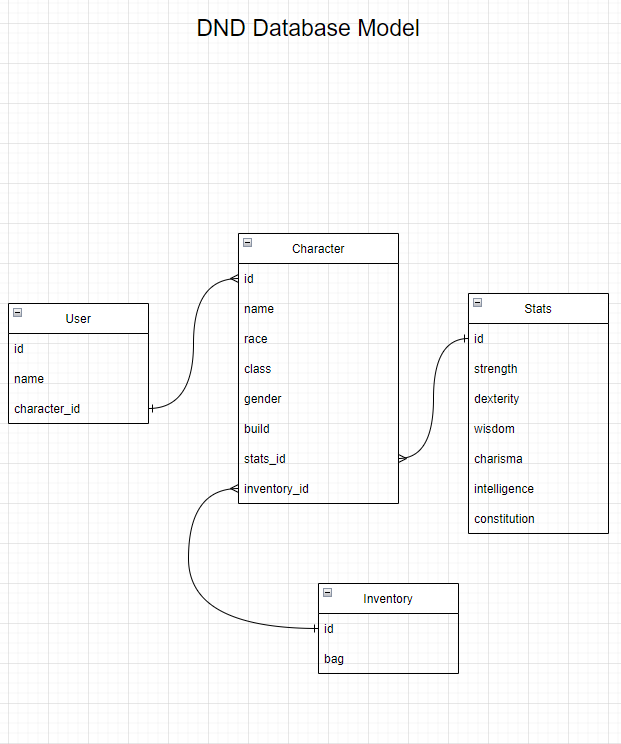 DND Database Model
User
id
name
character_id
Character
id
name
race
class
gender
build
stats_id
inventory_id
Stats
id
strength
dexterity
wisdom
charisma
intelligence
constitution
Inventory
id
bag